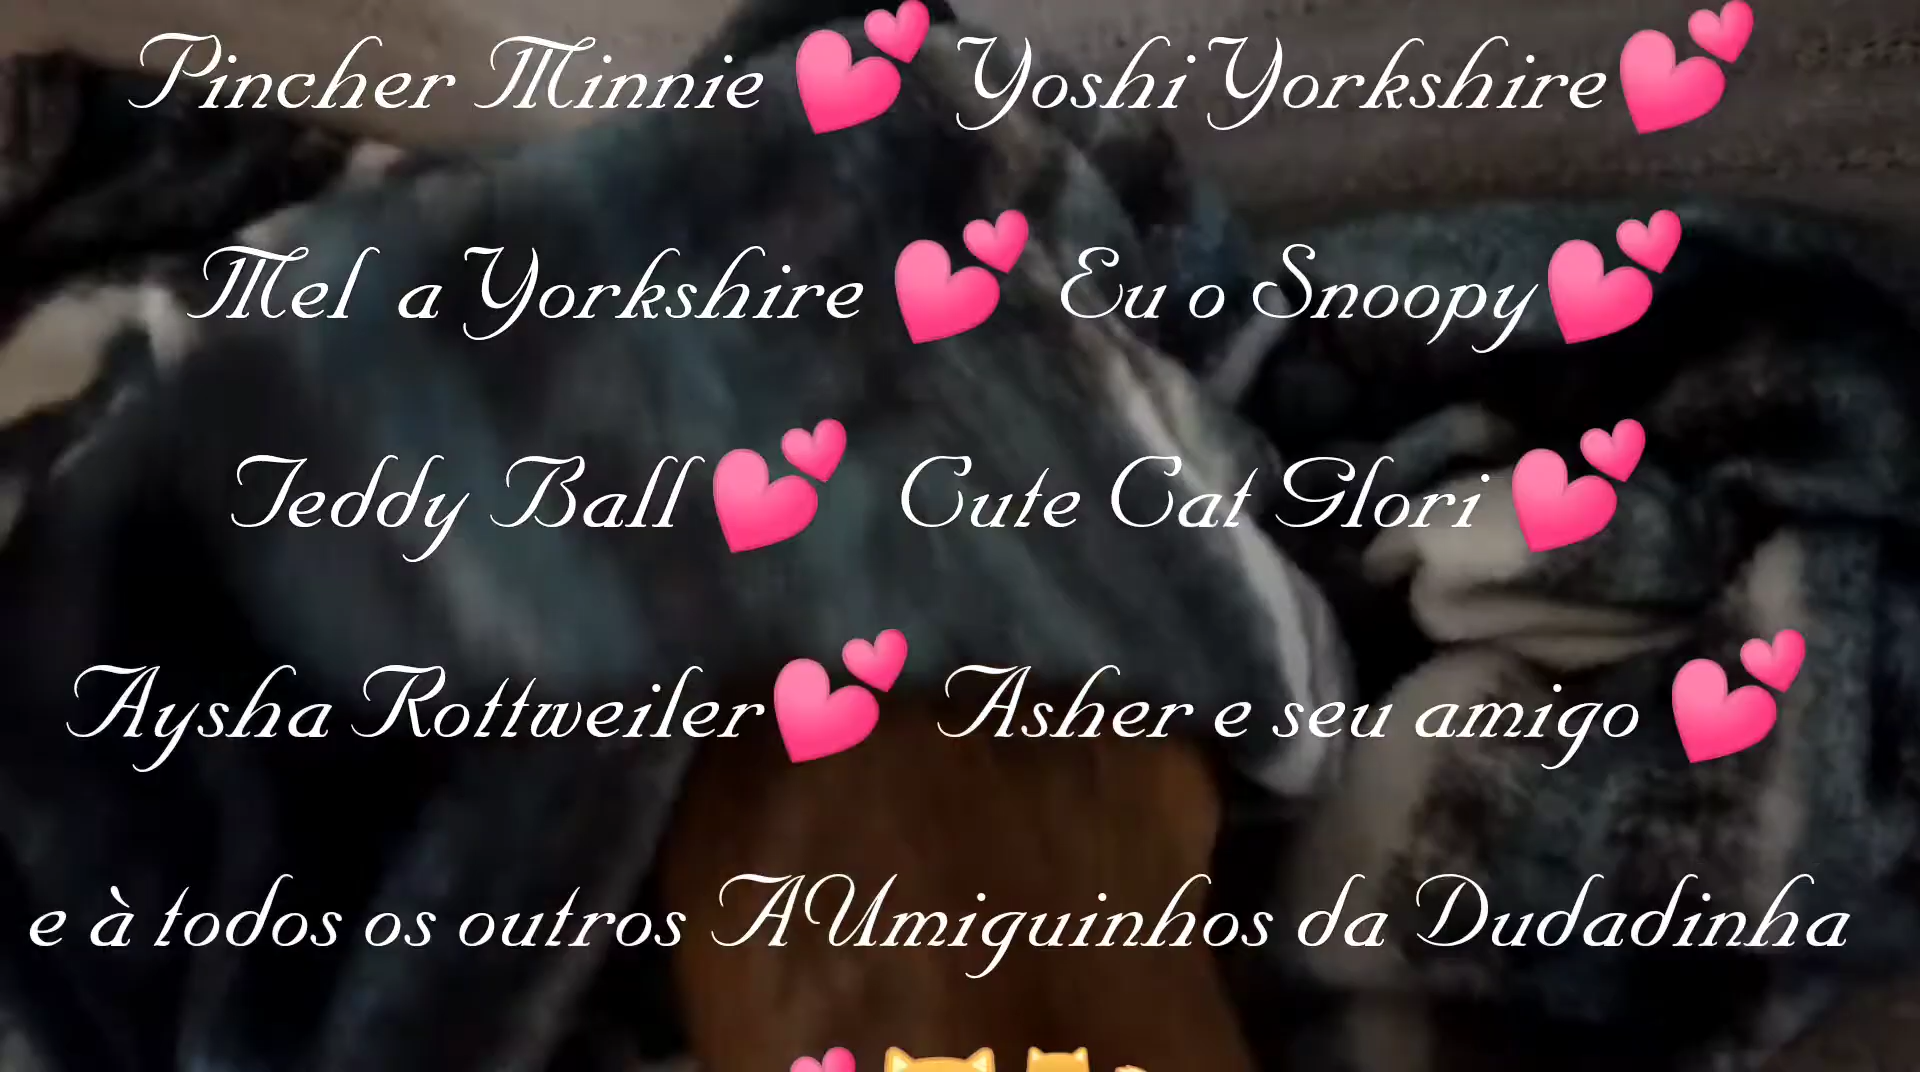 Pincher Minnie 💕 Yoshi Yorkshire💕
Mel a Yorkshire 💕 Eu o Snoopy💕
Teddy Ball 💕 Cute Cat Glori 💕
Aysha Rottweiler💕 Asher e seu amigo 💕
e à todos os outros AUmiguinhos da Dudadinha